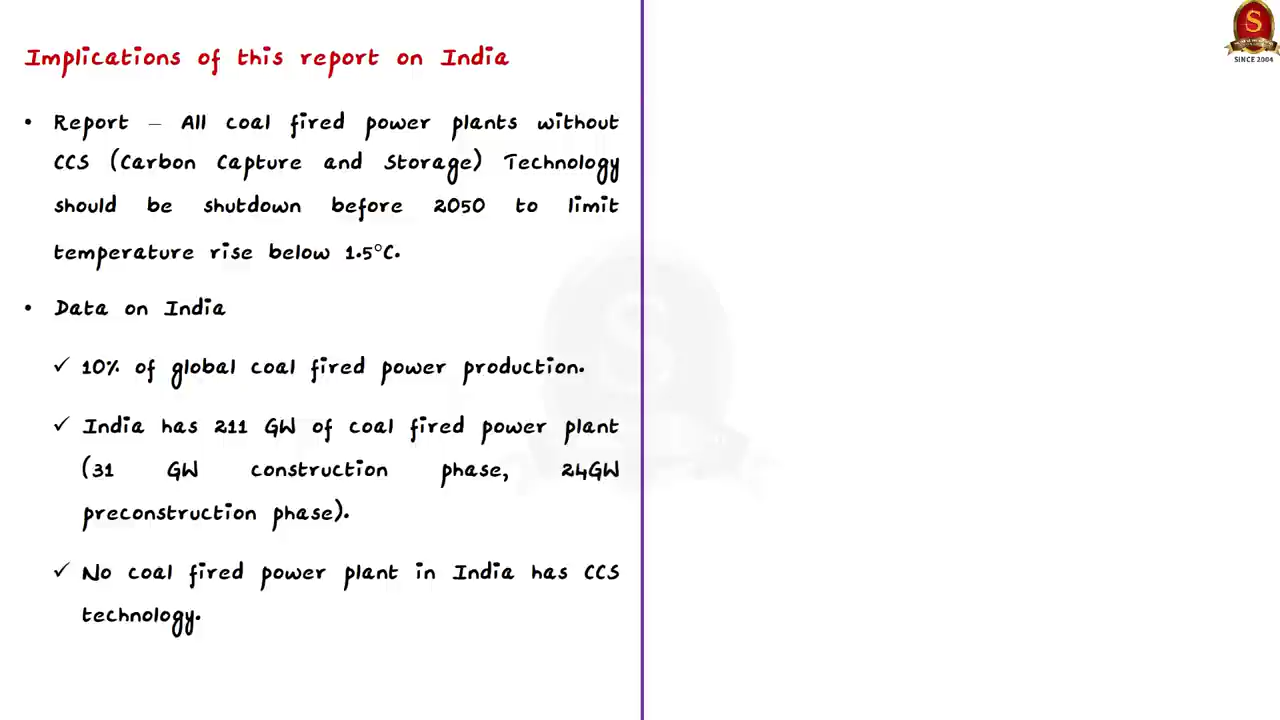 Implications of this report on India
• Report – All coal fired power plants without
CCS (Carbon Capture and Storage) Technology
should be shutdown before 2050 to limit
temperature rise below 1.5°C.
• Data on India
✓ 10% of global coal fired power production.
✓ India has 211 GW of coal fired power plant
(31 GW construction phase, 24GW
preconstruction phase).
✓ No coal fired power plant in India has CCS
technology.
S
SINCE 2004